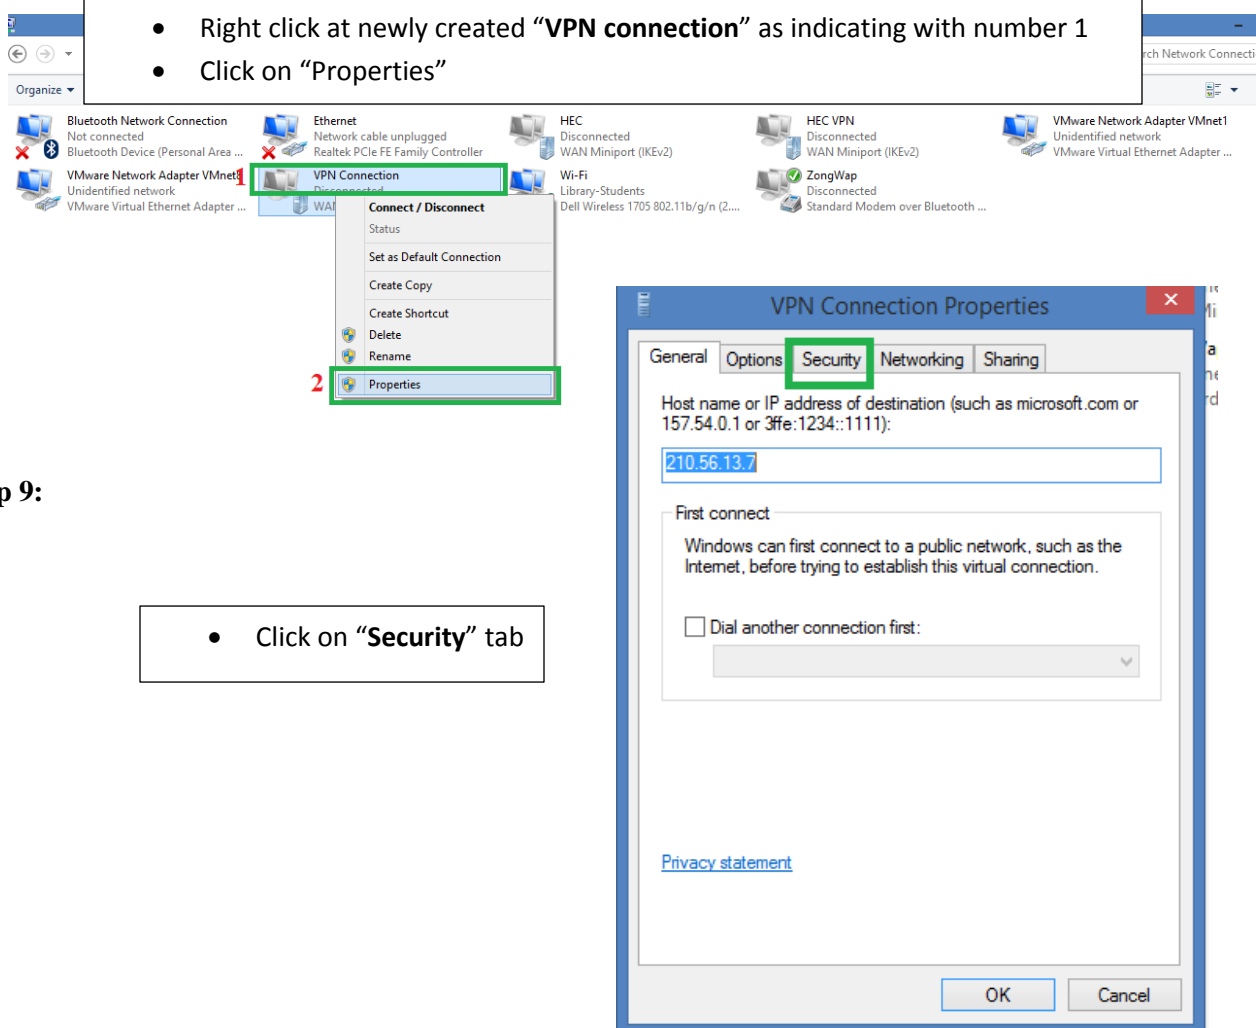 • Right click at newly created “VPN connection” as indicating with number 1
• Click on “Properties”
rch Network Connecti
Organize
Bluetooth Network Connection
Not connected
Bluetooth Device (Personal Area ...
Ethernet
Network cable unplugged
Realtek PCIe FE Family Controller
HEC
Disconnected
WAN Miniport (IKEv2)
HEC VPN
Disconnected
WAN Miniport (IKEv2)
VMware Network Adapter VMnet1
Unidentified network
VMware Virtual Ethernet Adapter ...
VMware Network Adapter VMnet8
Unidentified network
VMware Virtual Ethernet Adapter ...
1
VPN Connection
Disconnected
WAN
Wi-Fi
Library-Students
Dell Wireless 1705 802.11b/g/n (2....
ZongWap
Disconnected
Standard Modem over Bluetooth ...
Connect / Disconnect
Status
Set as Default Connection
Create Copy
Create Shortcut
Delete
Rename
2
Properties
VPN Connection Properties
General Options Security Networking Sharing
Host name or IP address of destination (such as microsoft.com or
157.54.0.1 or 3ffe:1234::1111):
210.56.13.7
p 9:
First connect
Windows can first connect to a public network, such as the
Internet, before trying to establish this virtual connection.
• Click on “Security” tab
Dial another connection first:
Privacy statement
OK Cancel